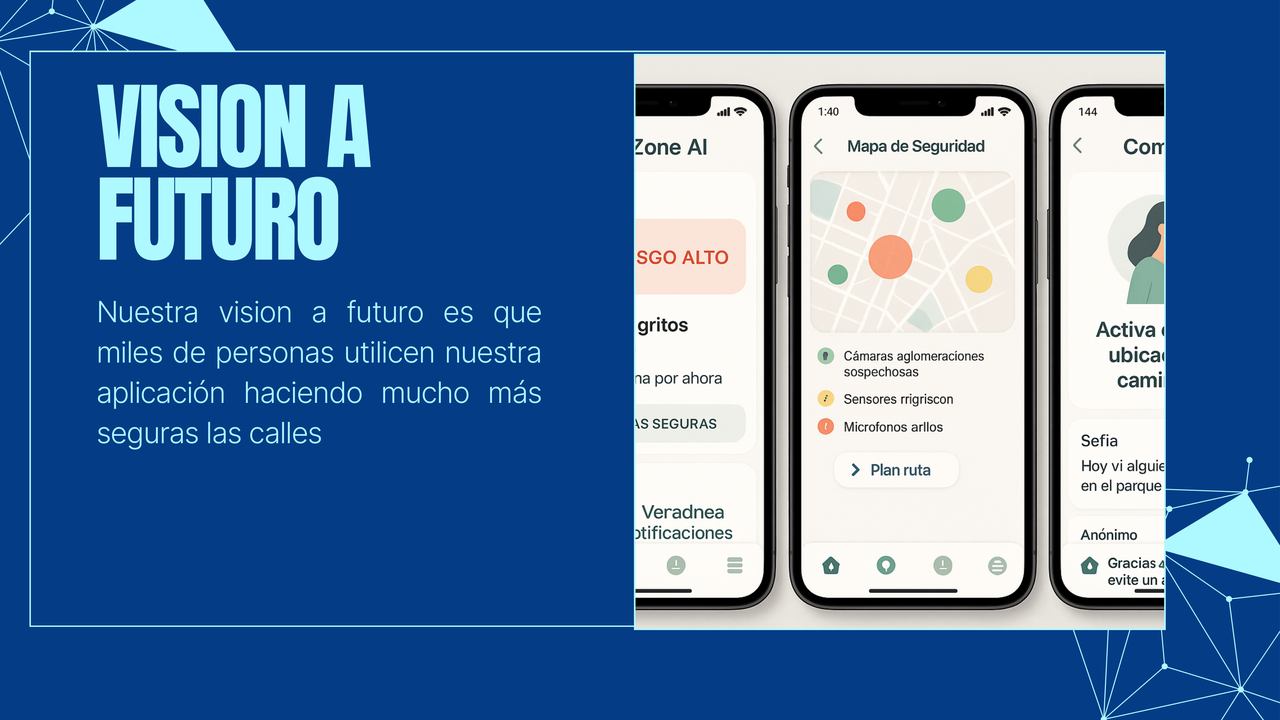 VISION A
FUTURO
Nuestra vision a futuro es que
miles de personas utilicen nuestra
aplicación haciendo mucho más
seguras las calles
Zone AI
SGO ALTO
gritos
na por ahora
AS SEGURAS
Veradnea
otificaciones
1:40
Mapa de Seguridad
Cámaras aglomeraciones
sospechosas
Sensores rrigriscon
Microfonos arllos
Plan ruta
144
Com
Activa
ubica
cami
Sefia
Hoy vi alguie
en el parque
Anónimo
Gracias
evite un a